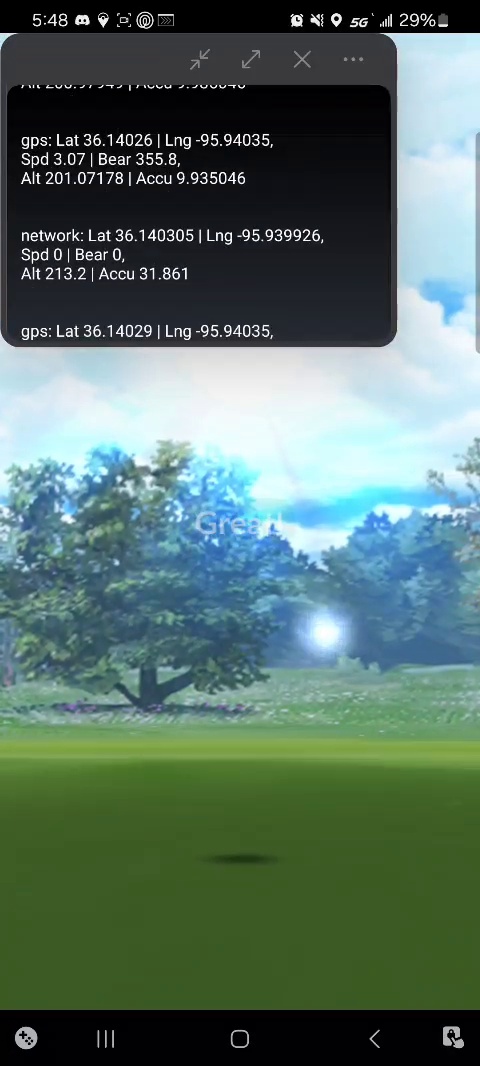 5:48
5G
29%
gps: Lat 36.14026 | Lng -95.94035,
Spd 3.07 | Bear 355.8,
Alt 201.07178 | Accu 9.935046
network: Lat 36.140305 | Lng -95.939926,
Spd 0 | Bear 0,
Alt 213.2 | Accu 31.861
gps: Lat 36.14029 | Lng -95.94035,
Great!